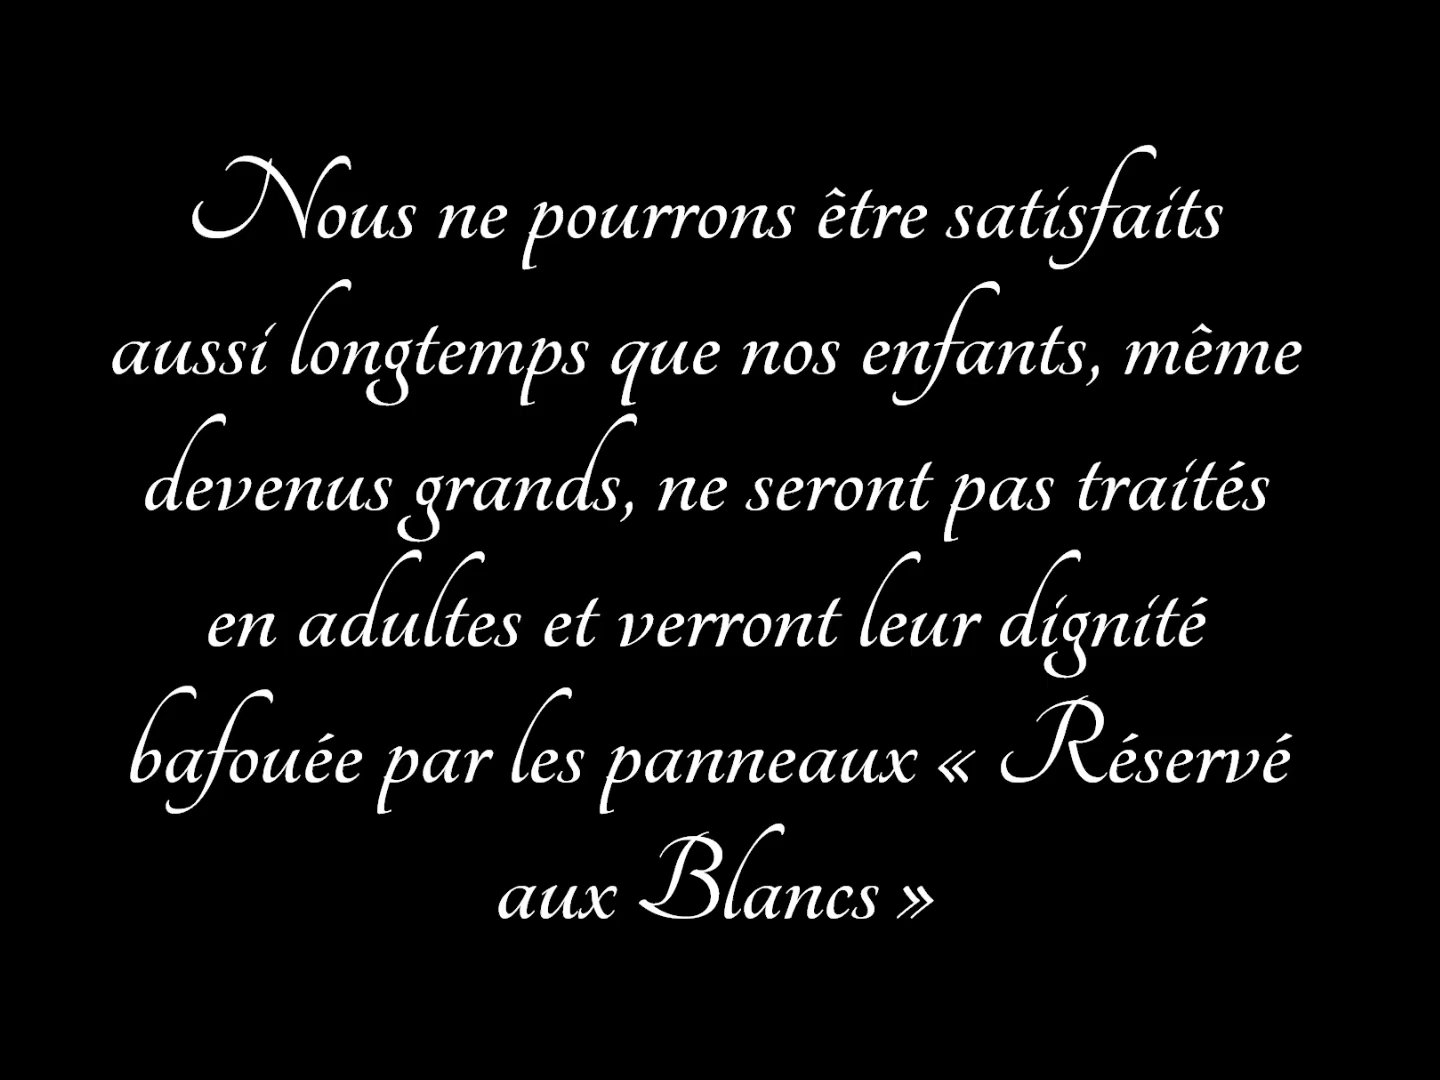 Nous ne pourrons être satisfaits
aussi longtemps que nos enfants, même
devenus grands, ne seront pas traités
en adultes et verront leur dignité
bafouée par les panneaux « Réservé
aux Blancs »